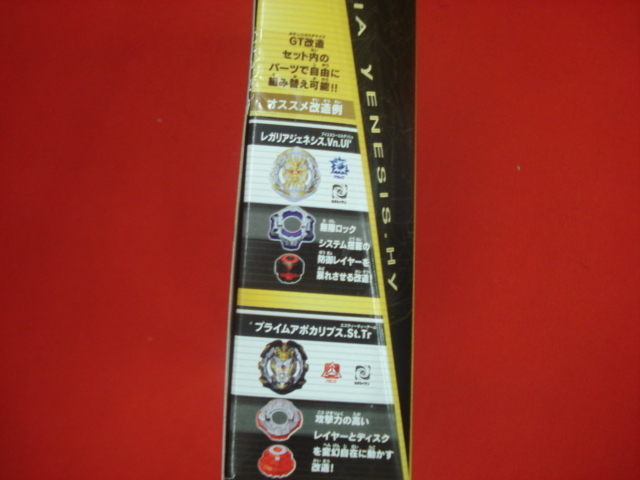 GT改造
セット内の
パーツで自由に
組み替え可能!!
オススメ改造例
レガリアジェネシス.Vn.Ul'
無限ロック
システム搭載の
防御レイヤーを
暴れさせる改造!
プライムアポカリプス.St.Tr
攻撃力の高い
レイヤーとディスク
を変幻自在に動かす
改造!
IA YENESIS.HY